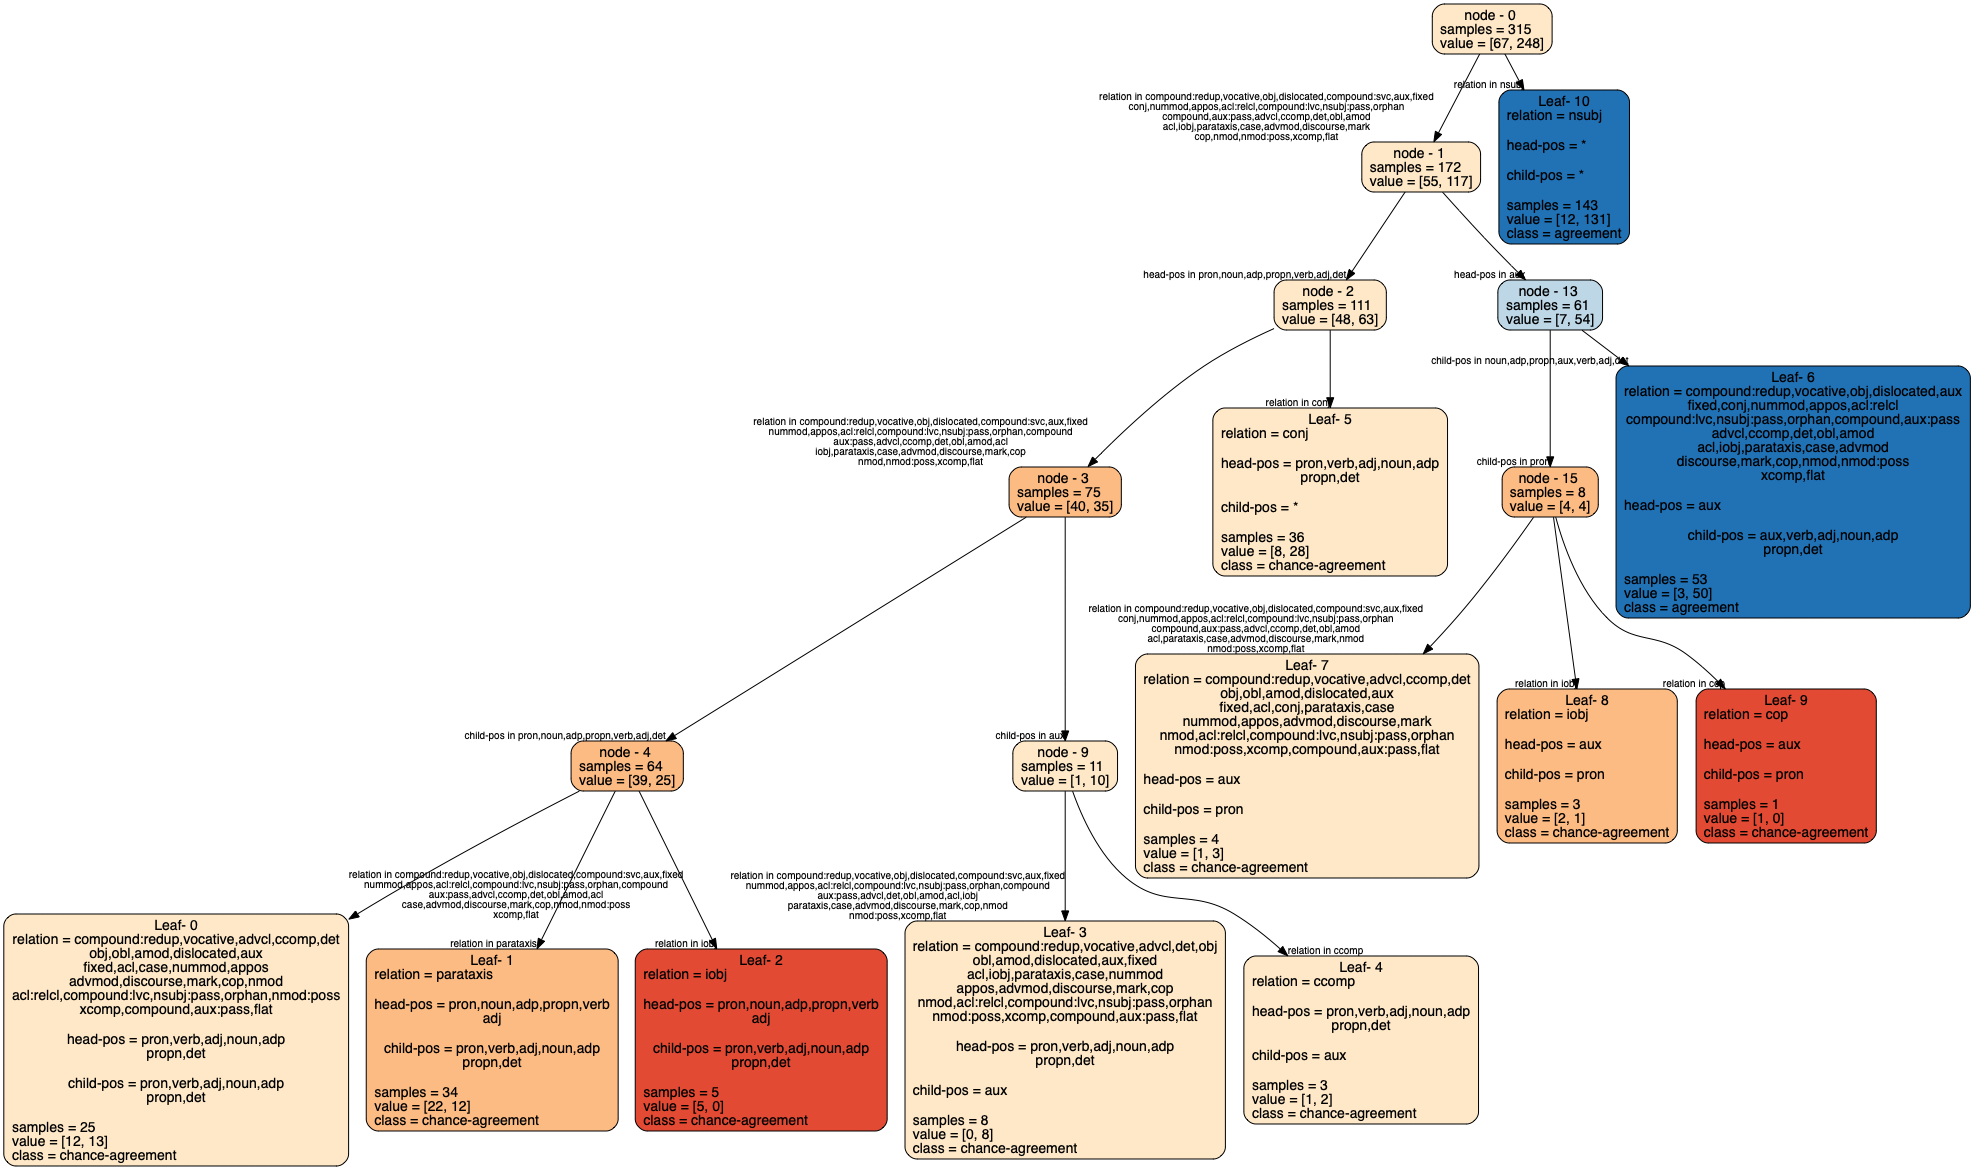 node - 0
samples = 315
value = [67, 248]
relation in compound:redup,vocative,obj,dislocated,compound:svc,aux,fixed
conj,nummod,appos,acl:relcl,compound:lvc,nsubj:pass,orphan
compound,aux:pass,advcl,ccomp,det,obl,amod
acl,iobj,parataxis,case,advmod,discourse,mark
cop,nmod,nmod:poss,xcomp,flat
relation in nsubj
Leaf- 10
relation = nsubj
head-pos = *
child-pos = *
samples = 143
value = [12, 131]
class = agreement
node - 1
samples = 172
value = [55, 117]
head-pos in pron,noun,adp,propn,verb,adj,det
head-pos in aux
node - 2
samples = 111
value = [48, 63]
node - 13
samples = 61
value = [7, 54]
relation in compound:redup,vocative,obj,dislocated,compound:svc,aux,fixed
nummod,appos,acl:relcl,compound:lvc,nsubj:pass,orphan,compound
aux:pass,advcl,ccomp,det,obl,amod,acl
iobj,parataxis,case,advmod,discourse,mark,cop
nmod,nmod:poss,xcomp,flat
relation in conj
child-pos in noun,adp,propn,aux,verb,adj,det
child-pos in pron
Leaf- 6
relation = compound:redup,vocative,obj,dislocated,aux
fixed,conj,nummod,appos,acl:relcl
compound:lvc,nsubj:pass,orphan,compound,aux:pass
advcl,ccomp,det,obl,amod
acl,iobj,parataxis,case,advmod
discourse,mark,cop,nmod,nmod:poss
xcomp,flat
head-pos = aux
child-pos = aux,verb,adj,noun,adp
propn,det
samples = 53
value = [3, 50]
class = agreement
Leaf- 5
relation = conj
head-pos = pron,verb,adj,noun,adp
propn,det
child-pos = *
samples = 36
value = [8, 28]
class = chance-agreement
node - 3
samples = 75
value = [40, 35]
node - 15
samples = 8
value = [4, 4]
relation in compound:redup,vocative,obj,dislocated,compound:svc,aux,fixed
conj,nummod,appos,acl:relcl,compound:lvc,nsubj:pass,orphan
compound,aux:pass,advcl,ccomp,det,obl,amod
acl,parataxis,case,advmod,discourse,mark,nmod
nmod:poss,xcomp,flat
relation in iobj
relation in cop
Leaf- 7
relation = compound:redup,vocative,advcl,ccomp,det
obj,obl,amod,dislocated,aux
fixed,acl,conj,parataxis,case
nummod,appos,advmod,discourse,mark
nmod,acl:relcl,compound:lvc,nsubj:pass,orphan
nmod:poss,xcomp,compound,aux:pass,flat
head-pos = aux
child-pos = pron
samples = 4
value = [1, 3]
class = chance-agreement
Leaf- 8
relation = iobj
head-pos = aux
child-pos = pron
samples = 3
value = [2, 1]
class = chance-agreement
Leaf- 9
relation = cop
head-pos = aux
child-pos = pron
samples = 1
value = [1, 0]
class = chance-agreement
child-pos in pron,noun,adp,propn,verb,adj,det
child-pos in aux
node - 4
samples = 64
value = [39, 25]
node - 9
samples = 11
value = [1, 10]
relation in compound:redup,vocative,obj,dislocated,compound:svc,aux,fixed
nummod,appos,acl:relcl,compound:lvc,nsubj:pass,orphan,compound
aux:pass,advcl,ccomp,det,obl,amod,acl
case,advmod,discourse,mark,cop,nmod,nmod:poss
xcomp,flat
relation in parataxis
relation in iobj
relation in compound:redup,vocative,obj,dislocated,compound:svc,aux,fixed
nummod,appos,acl:relcl,compound:lvc,nsubj:pass,orphan,compound
aux:pass,advcl,det,obl,amod,acl,iobj
parataxis,case,advmod,discourse,mark,cop,nmod
nmod:poss,xcomp,flat
relation in ccomp
Leaf- 0
relation = compound:redup,vocative,advcl,ccomp,det
obj,obl,amod,dislocated,aux
fixed,acl,case,nummod,appos
advmod,discourse,mark,cop,nmod
acl:relcl,compound:lvc,nsubj:pass,orphan,nmod:poss
xcomp,compound,aux:pass,flat
head-pos = pron,verb,adj,noun,adp
propn,det
child-pos = pron,verb,adj,noun,adp
propn,det
samples = 25
value = [12, 13]
class = chance-agreement
Leaf- 1
relation = parataxis
head-pos = pron,noun,adp,propn,verb
adj
child-pos = pron,verb,adj,noun,adp
propn,det
samples = 34
value = [22, 12]
class = chance-agreement
Leaf- 2
relation = iobj
head-pos = pron,noun,adp,propn,verb
adj
child-pos = pron,verb,adj,noun,adp
propn,det
samples = 5
value = [5, 0]
class = chance-agreement
Leaf- 3
relation = compound:redup,vocative,advcl,det,obj
obl,amod,dislocated,aux,fixed
acl,iobj,parataxis,case,nummod
appos,advmod,discourse,mark,cop
nmod,acl:relcl,compound:lvc,nsubj:pass,orphan
nmod:poss,xcomp,compound,aux:pass,flat
head-pos = pron,verb,adj,noun,adp
propn,det
child-pos = aux
samples = 8
value = [0, 8]
class = chance-agreement
Leaf- 4
relation = ccomp
head-pos = pron,verb,adj,noun,adp
propn,det
child-pos = aux
samples = 3
value = [1, 2]
class = chance-agreement